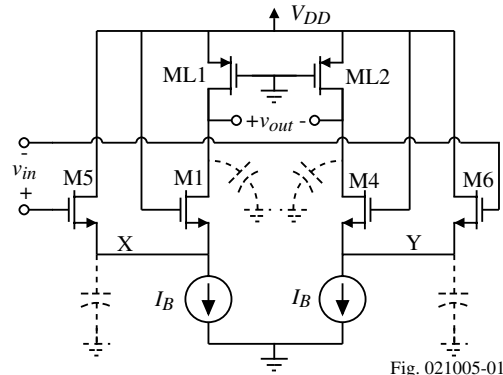 V_DD
ML1
ML2
+v_out -
-
v_in
+
M5
M1
M4
M6
X
Y
I_B
I_B
Fig. 021005-01